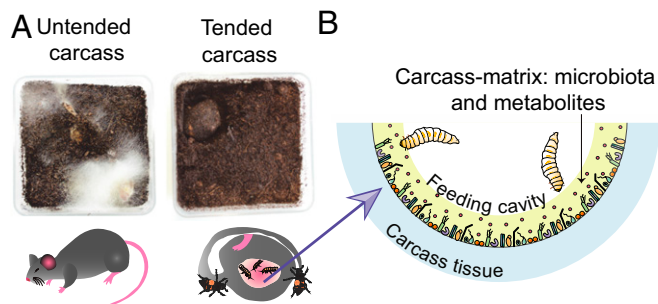 A
Untended
carcass
Tended
carcass
B
Carcass-matrix: microbiota
and metabolites
Feeding cavity
Carcass tissue